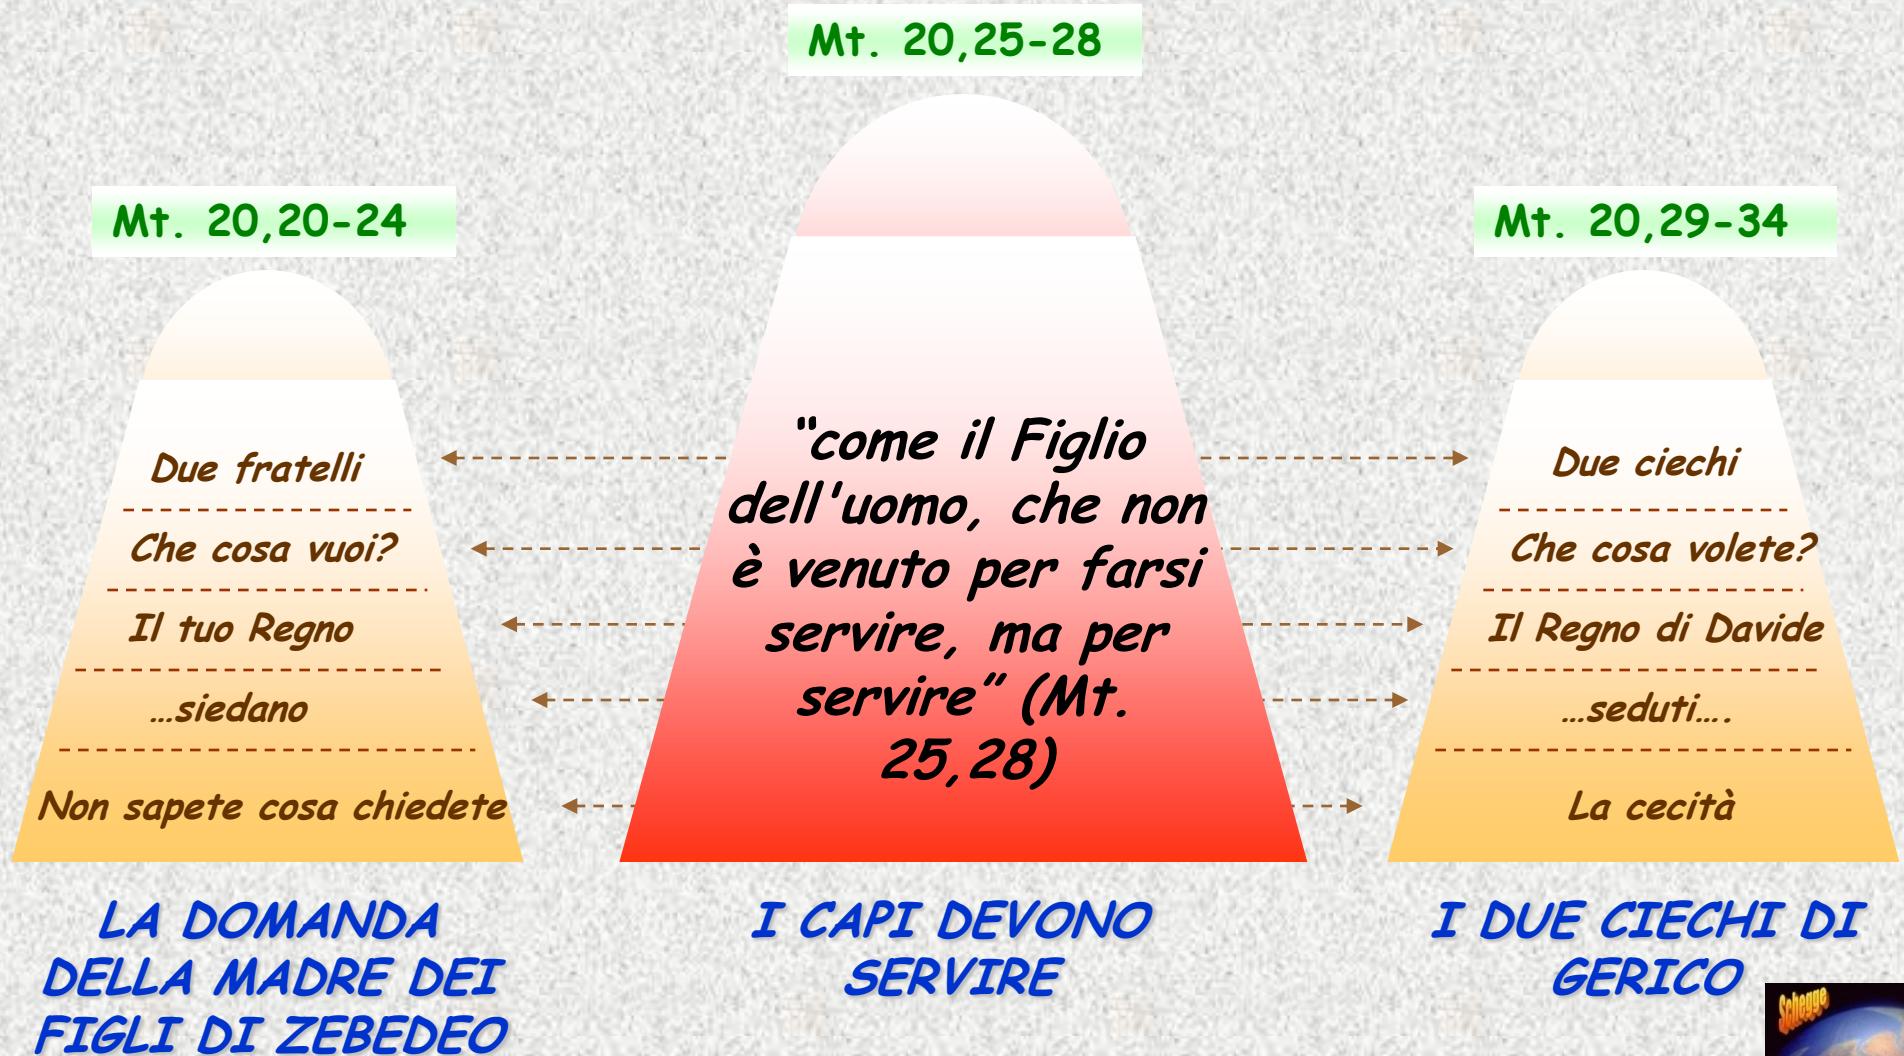 Mt. 20,25-28
Mt. 20,20-24
Mt. 20,29-34
Due fratelli
Che cosa vuoi?
Il tuo Regno
…siedano
Non sapete cosa chiedete
“come il Figlio
dell'uomo, che non
è venuto per farsi
servire, ma per
servire” (Mt.
25,28)
Due ciechi
Che cosa volete?
Il Regno di Davide
…seduti….
La cecità
LA DOMANDA
DELLA MADRE DEI
FIGLI DI ZEBEDEO
I CAPI DEVONO
SERVIRE
I DUE CIECHI DI
GERICO
Schegge